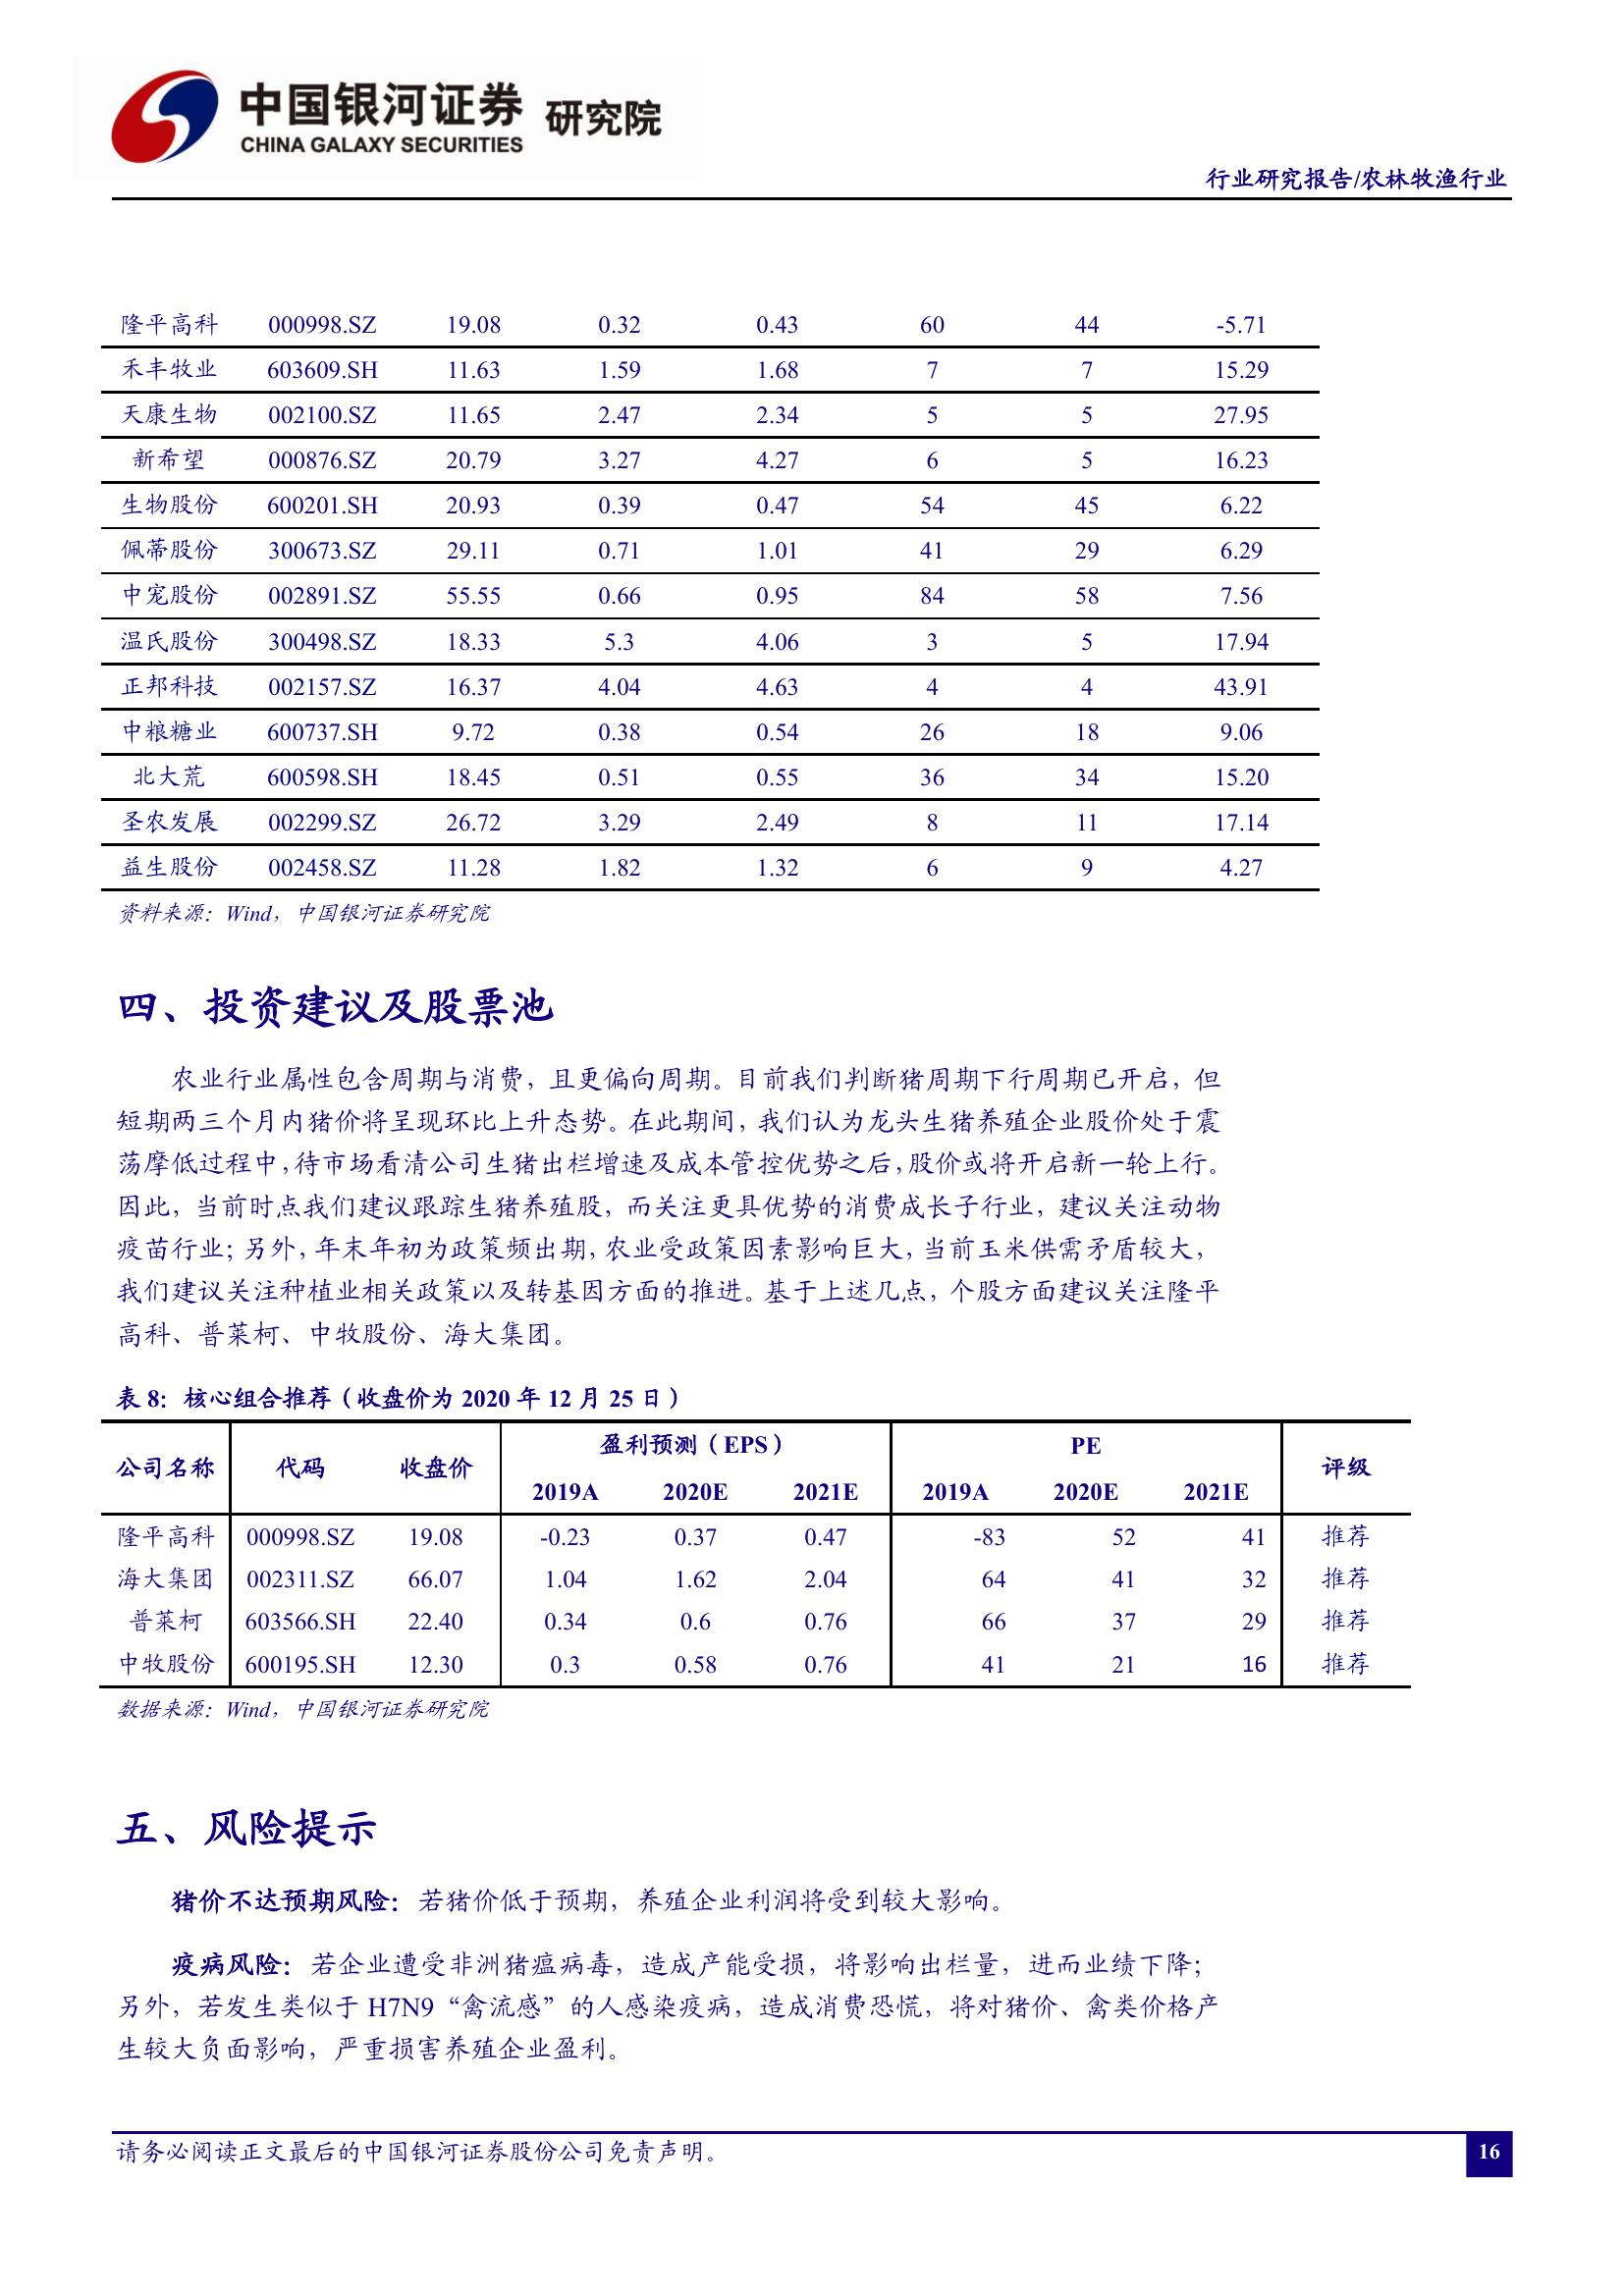 中国银河证券 研究院
CHINA GALAXY SECURITIES
行业研究报告/农林牧渔行业
隆平高科 000998.SZ 19.08 0.32 0.43 60 44 -5.71
禾丰牧业 603609.SH 11.63 1.59 1.68 7 7 15.29
天康生物 002100.SZ 11.65 2.47 2.34 5 5 27.95
新希望 000876.SZ 20.79 3.27 4.27 6 5 16.23
生物股份 600201.SH 20.93 0.39 0.47 54 45 6.22
佩蒂股份 300673.SZ 29.11 0.71 1.01 41 29 6.29
中宠股份 002891.SZ 55.55 0.66 0.95 84 58 7.56
温氏股份 300498.SZ 18.33 5.3 4.06 3 5 17.94
正邦科技 002157.SZ 16.37 4.04 4.63 4 4 43.91
中粮糖业 600737.SH 9.72 0.38 0.54 26 18 9.06
北大荒 600598.SH 18.45 0.51 0.55 36 34 15.20
圣农发展 002299.SZ 26.72 3.29 2.49 8 11 17.14
益生股份 002458.SZ 11.28 1.82 1.32 6 9 4.27
资料来源：Wind，中国银河证券研究院
四、投资建议及股票池
农业行业属性包含周期与消费，且更偏向周期。目前我们判断猪周期下行周期已开启，但
短期两三个月内猪价将呈现环比上升态势。在此期间，我们认为龙头生猪养殖企业股价处于震
荡摩低过程中，待市场看清公司生猪出栏增速及成本管控优势之后，股价或将开启新一轮上行。
因此，当前时点我们建议跟踪生猪养殖股，而关注更具优势的消费成长子行业，建议关注动物
疫苗行业；另外，年末年初为政策频出期，农业受政策因素影响巨大，当前玉米供需矛盾较大，
我们建议关注种植业相关政策以及转基因方面的推进。基于上述几点，个股方面建议关注隆平
高科、普莱柯、中牧股份、海大集团。
表 8：核心组合推荐（收盘价为 2020 年 12 月 25 日）
公司名称 代码 收盘价 盈利预测（EPS） PE 评级
2019A 2020E 2021E 2019A 2020E 2021E
隆平高科 000998.SZ 19.08 -0.23 0.37 0.47 -83 52 41 推荐
海大集团 002311.SZ 66.07 1.04 1.62 2.04 64 41 32 推荐
普莱柯 603566.SH 22.40 0.34 0.6 0.76 66 37 29 推荐
中牧股份 600195.SH 12.30 0.3 0.58 0.76 41 21 16 推荐
数据来源：Wind，中国银河证券研究院
五、风险提示
猪价不达预期风险：若猪价低于预期，养殖企业利润将受到较大影响。
疫病风险：若企业遭受非洲猪瘟病毒，造成产能受损，将影响出栏量，进而业绩下降；
另外，若发生类似于 H7N9“禽流感”的人感染疫病，造成消费恐慌，将对猪价、禽类价格产
生较大负面影响，严重损害养殖企业盈利。
请务必阅读正文最后的中国银河证券股份公司免责声明。
16